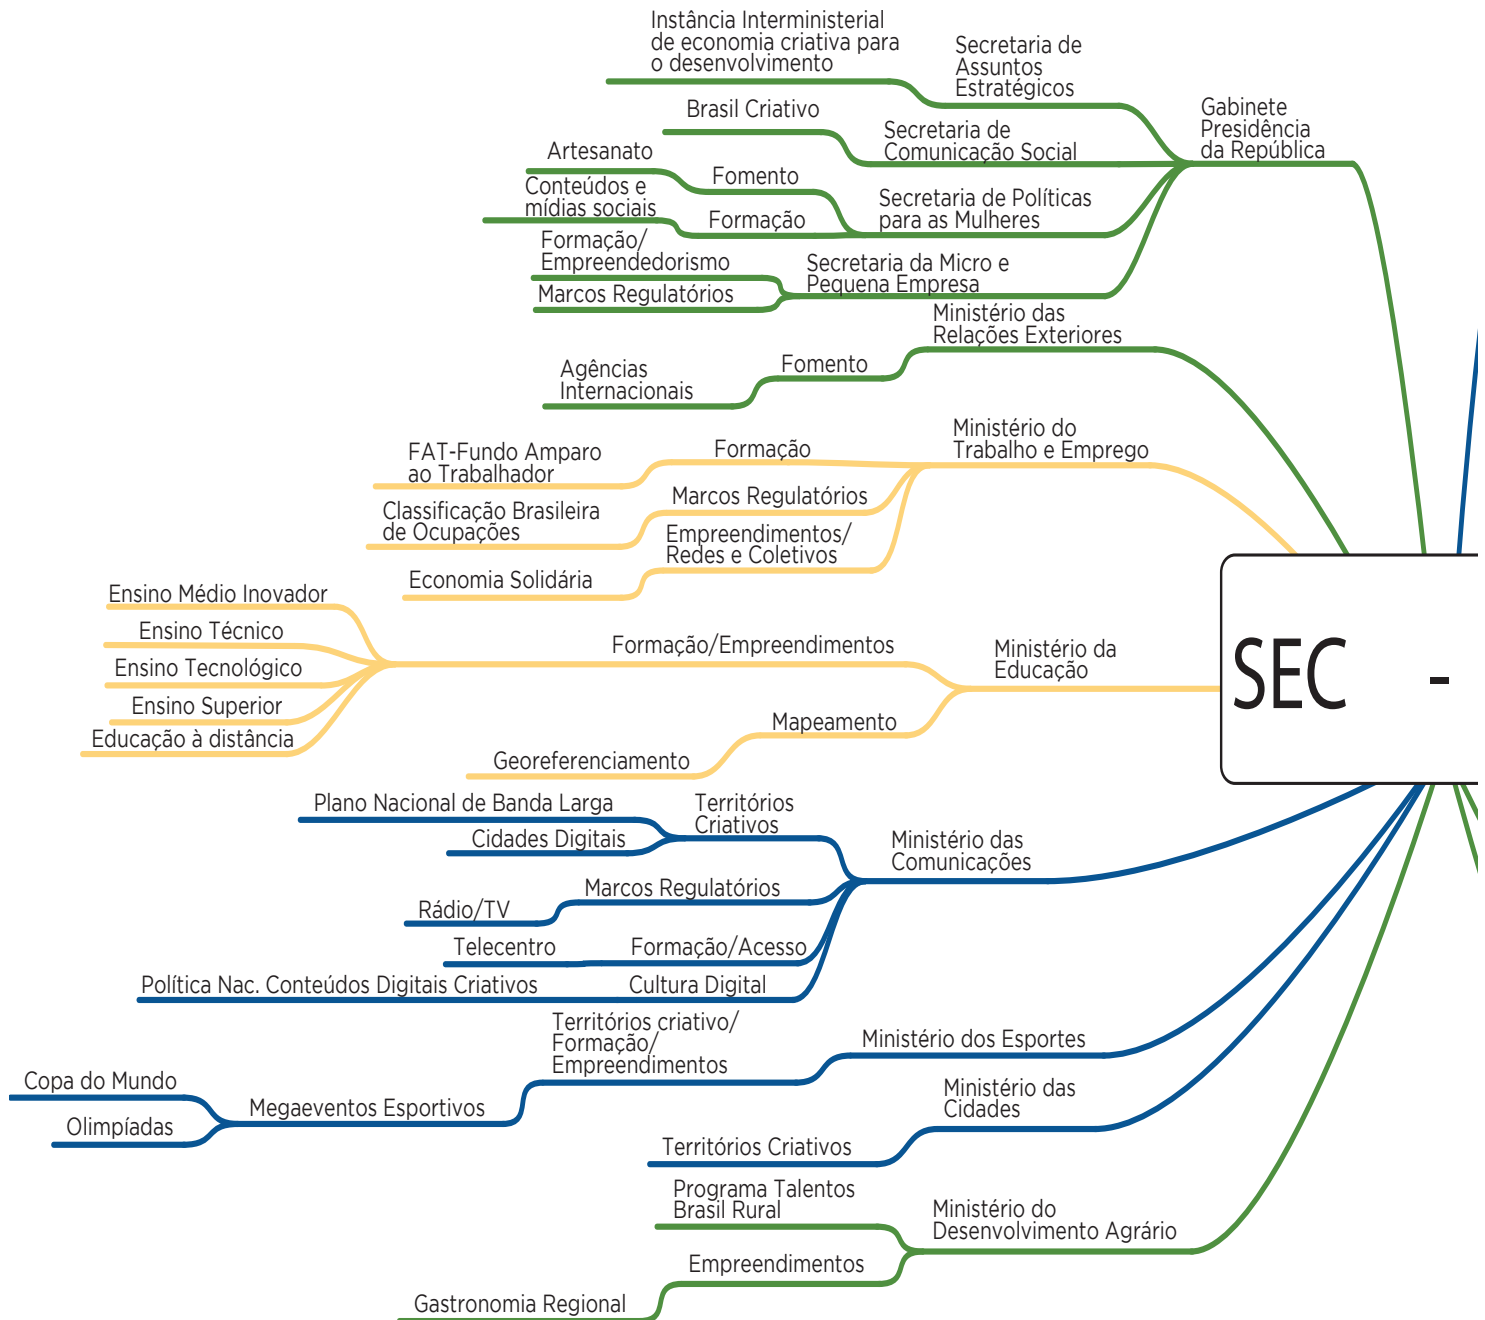 Instância Interministerial
de economia criativa para
o desenvolvimento
Secretaria de
Assuntos
Estratégicos
Gabinete
Presidência
da República
Brasil Criativo
Secretaria de
Comunicação Social
Artesanato
Fomento
Conteúdos e
mídias sociais
Formação
Secretaria de Políticas
para as Mulheres
Formação/
Empreendedorismo
Marcos Regulatórios
Secretaria da Micro e
Pequena Empresa
Ministério das
Relações Exteriores
Fomento
Agências
Internacionais
Ministério do
Trabalho e Emprego
Formação
FAT-Fundo Amparo
ao Trabalhador
Marcos Regulatórios
Classificação Brasileira
de Ocupações
Empreendimentos/
Redes e Coletivos
Economia Solidária
Ensino Médio Inovador
Ensino Técnico
Ensino Tecnológico
Ensino Superior
Educação à distância
Formação/Empreendimentos
Ministério da
Educação
Mapeamento
Georeferenciamento
SEC -
Plano Nacional de Banda Larga
Cidades Digitais
Territórios
Criativos
Ministério das
Comunicações
Marcos Regulatórios
Rádio/TV
Telecentro
Formação/Acesso
Política Nac. Conteúdos Digitais Criativos
Cultura Digital
Territórios criativo/
Formação/
Empreendimentos
Ministério dos Esportes
Copa do Mundo
Olimpíadas
Megaeventos Esportivos
Ministério das
Cidades
Territórios Criativos
Programa Talentos
Brasil Rural
Ministério do
Desenvolvimento Agrário
Empreendimentos
Gastronomia Regional